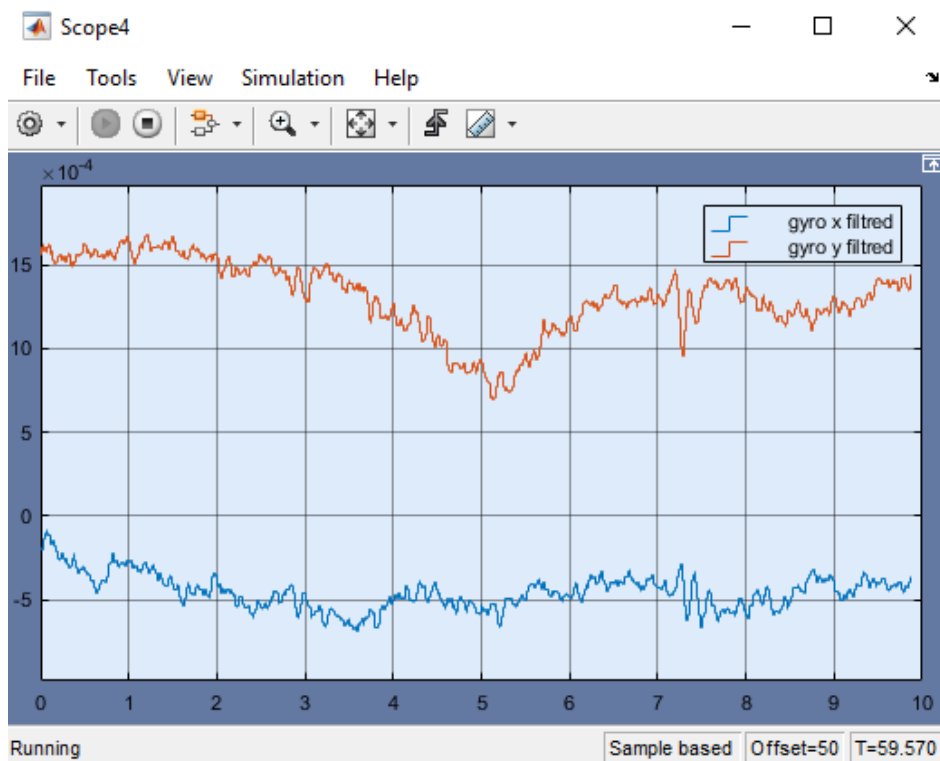 Scope4
File Tools View Simulation Help
×10⁻⁴
gyro x filtred
gyro y filtred
15
10
5
0
-5
0 1 2 3 4 5 6 7 8 9 10
Running Sample based Offset=50 T=59.570